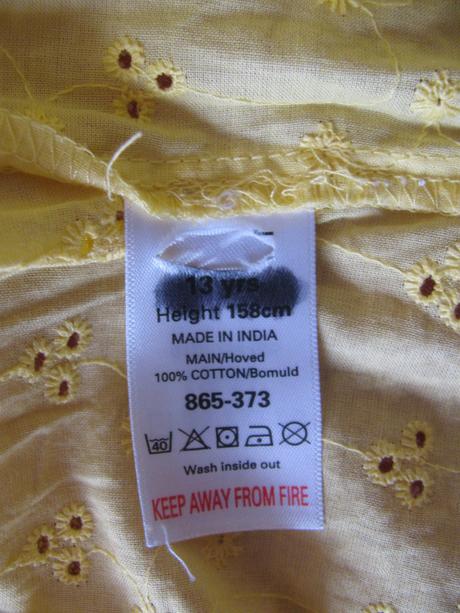 13 yrs
Height 158cm
MADE IN INDIA
MAIN/Hoved
100% COTTON/Bomuld
865-373
40
Wash inside out
KEEP AWAY FROM FIRE